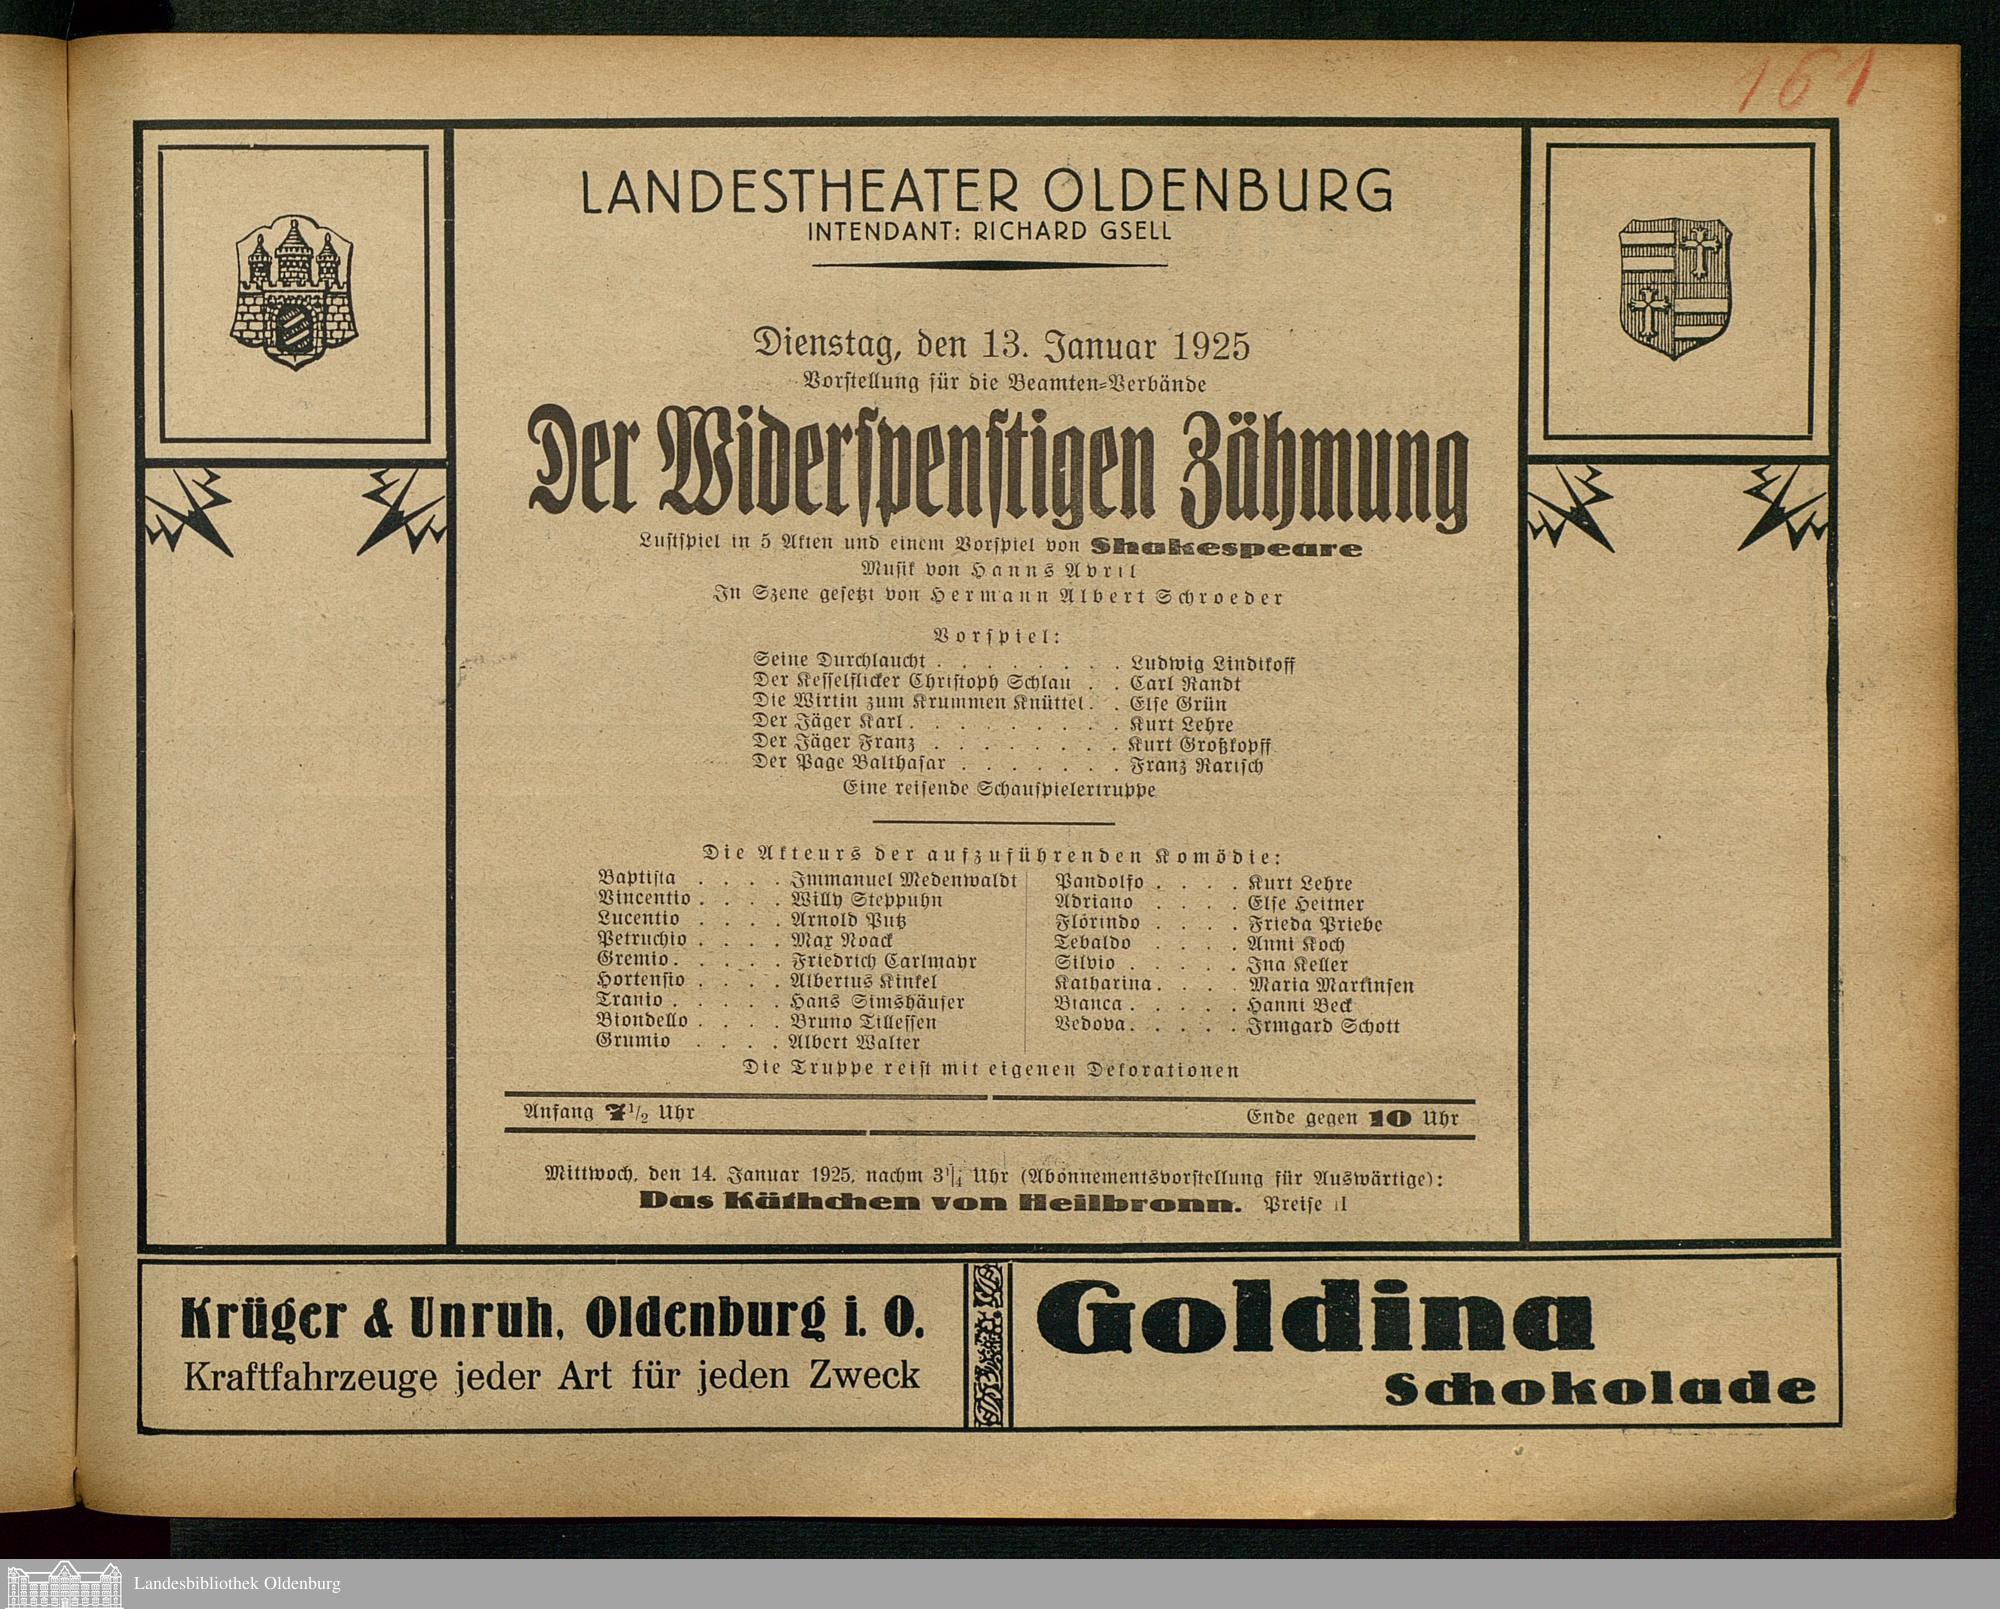 161
LANDESTHEATER OLDENBURG
INTENDANT: RICHARD GSELL
Dienstag, den 13. Januar 1925
Vorstellung für die Beamten=Verbände
Der Widerspenstigen Zähmung
Lustspiel in 5 Akten und einem Vorspiel von Shakespeare
Musik von Hanns Avril
In Szene gesetzt von Hermann Albert Schroeder
Vorspiel:
Seine Durchlaucht . . . . . . . . Ludwig Lindikoff
Der Kesselflicker Christoph Schlau . . Carl Randt
Die Wirtin zum Krummen Knüttel . . Else Grün
Der Jäger Karl . . . . . . . . . Kurt Lehre
Der Jäger Franz . . . . . . . . Kurt Großkopff
Der Page Balthasar . . . . . . . Franz Rarisch
Eine reisende Schauspielertruppe
Die Akteurs der aufzuführenden Komödie:
Baptista . . . . Immanuel Medenwaldt
Vincentio . . . . Willy Steppuhn
Lucentio . . . . Arnold Putz
Petruchio . . . . Max Noack
Gremio . . . . . Friedrich Carlmayr
Hortensio . . . . Albertus Kinkel
Tranio . . . . . Hans Simshäuser
Biondello . . . . Bruno Tillessen
Grumio . . . . Albert Walter
Pandolfo . . . . Kurt Lehre
Adriano . . . . Else Heitner
Florindo . . . . Frieda Priebe
Tebaldo . . . . Anni Koch
Silvio . . . . . Ina Keller
Katharina . . . . Maria Martinsen
Bianca . . . . . Hanni Beck
Vedova . . . . . Irmgard Schott
Die Truppe reist mit eigenen Dekorationen
Anfang 7 1/2 Uhr
Ende gegen 10 Uhr
Mittwoch, den 14. Januar 1925, nachm 3 1/4 Uhr (Abonnementsvorstellung für Auswärtige):
Das Käthchen von Heilbronn. Preise II
Krüger & Unruh, Oldenburg i. O.
Kraftfahrzeuge jeder Art für jeden Zweck
Goldina
Schokolade
Landesbibliothek Oldenburg